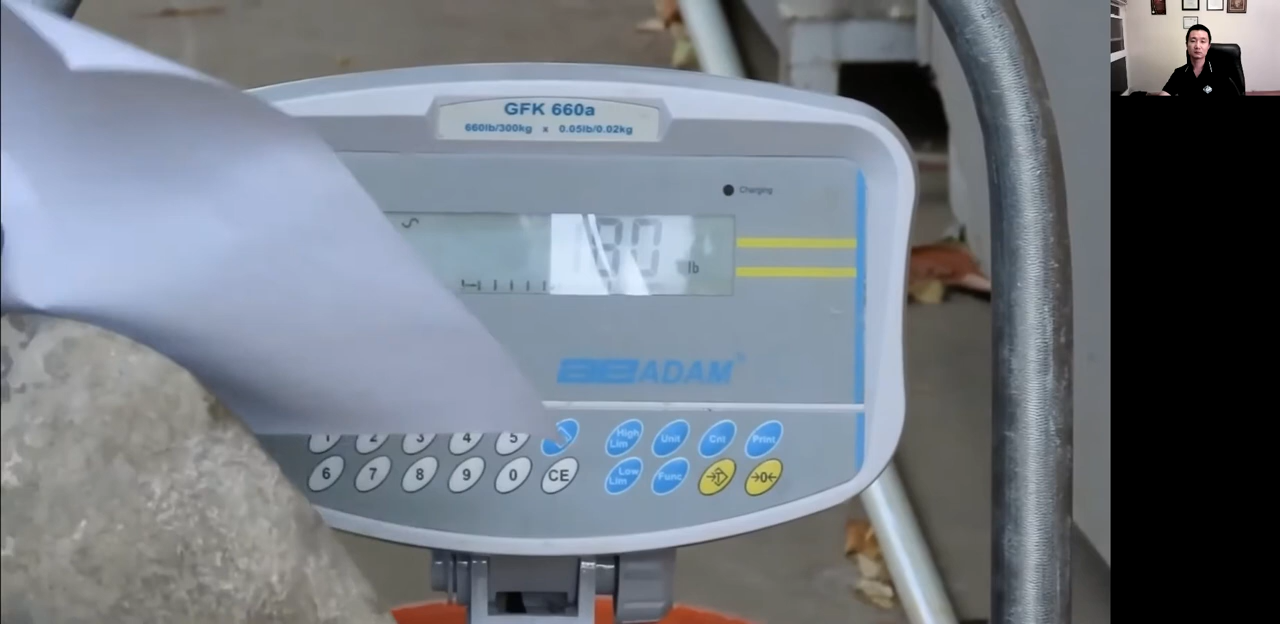 GFK 660a
660lb/300kg x 0.05lb/0.02kg
Charging
lb
ADAM
1 2 3 4 5 High Lim Unit Cnt Print
6 7 8 9 0 CE Low Lim Func →T← →0←